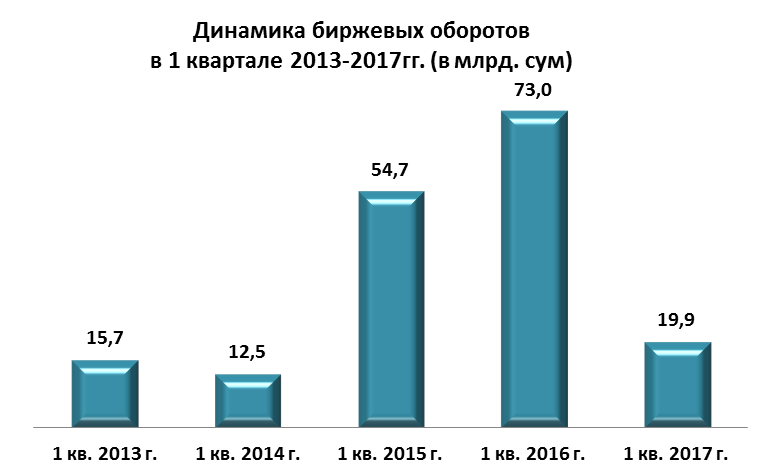 Динамика биржевых оборотов
в 1 квартале 2013-2017гг. (в млрд. сум)
73,0
54,7
19,9
15,7
12,5
1 кв. 2013 г.
1 кв. 2014 г.
1 кв. 2015 г.
1 кв. 2016 г.
1 кв. 2017 г.